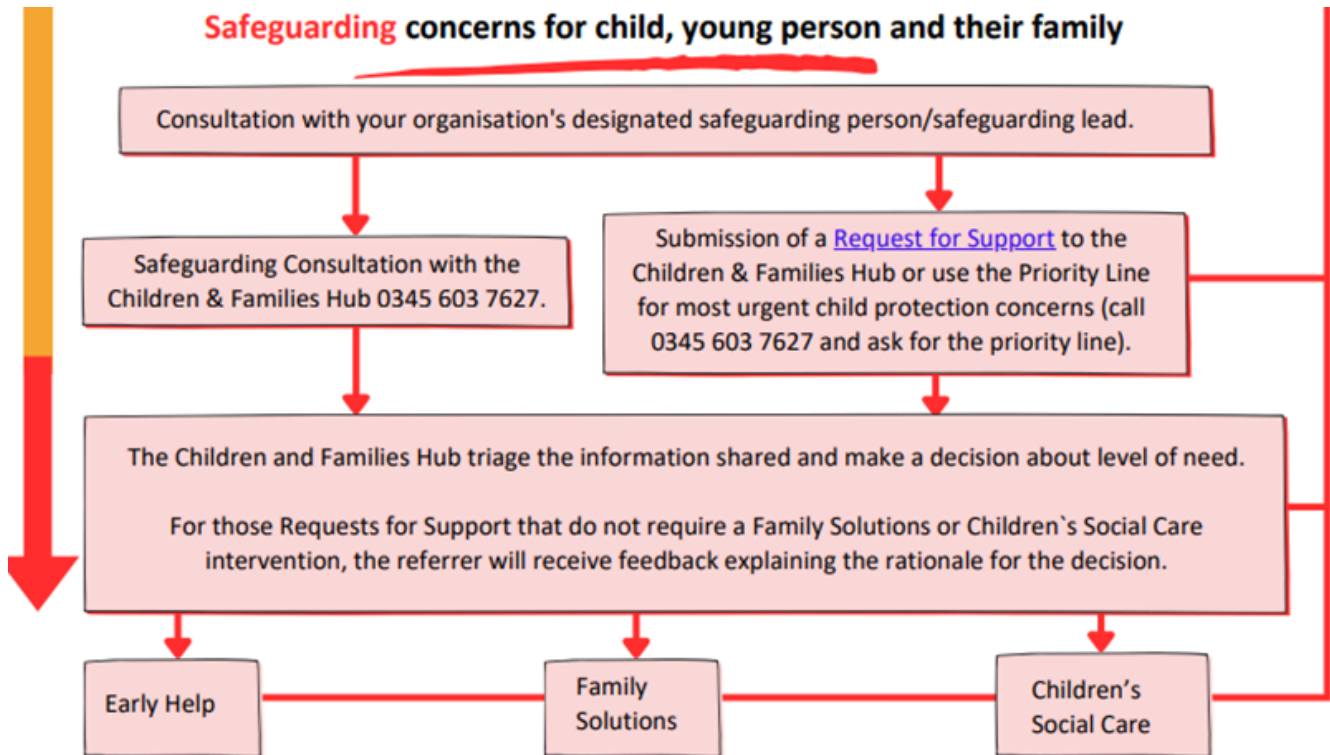 Safeguarding concerns for child, young person and their family
Consultation with your organisation's designated safeguarding person/safeguarding lead.
Safeguarding Consultation with the
Children & Families Hub 0345 603 7627.
Submission of a Request for Support to the
Children & Families Hub or use the Priority Line
for most urgent child protection concerns (call
0345 603 7627 and ask for the priority line).
The Children and Families Hub triage the information shared and make a decision about level of need.
For those Requests for Support that do not require a Family Solutions or Children`s Social Care
intervention, the referrer will receive feedback explaining the rationale for the decision.
Early Help
Family
Solutions
Children’s
Social Care